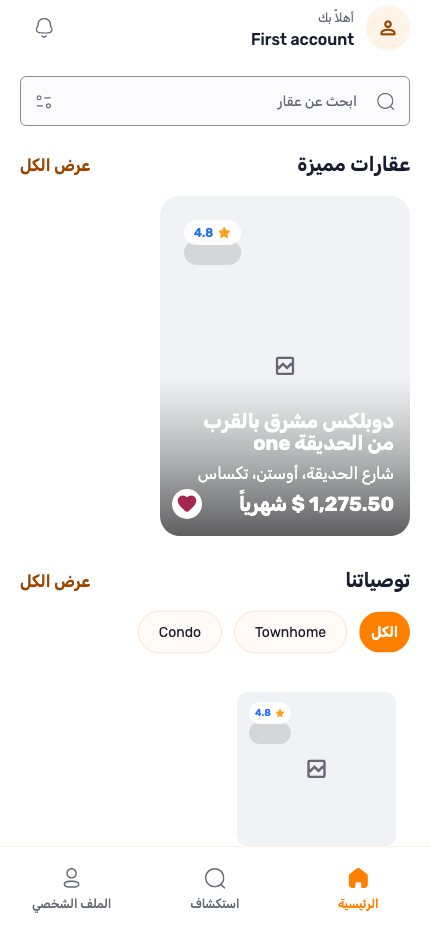 أهلاً بك
First account
ابحث عن عقار
عقارات مميزة
عرض الكل
4.8
دوبلكس مشرق بالقرب
من الحديقة one
شارع الحديقة، أوستن، تكساس
1,275.50 $ شهرياً
توصياتنا
عرض الكل
الكل
Townhome
Condo
4.8
الرئيسية
استكشاف
الملف الشخصي